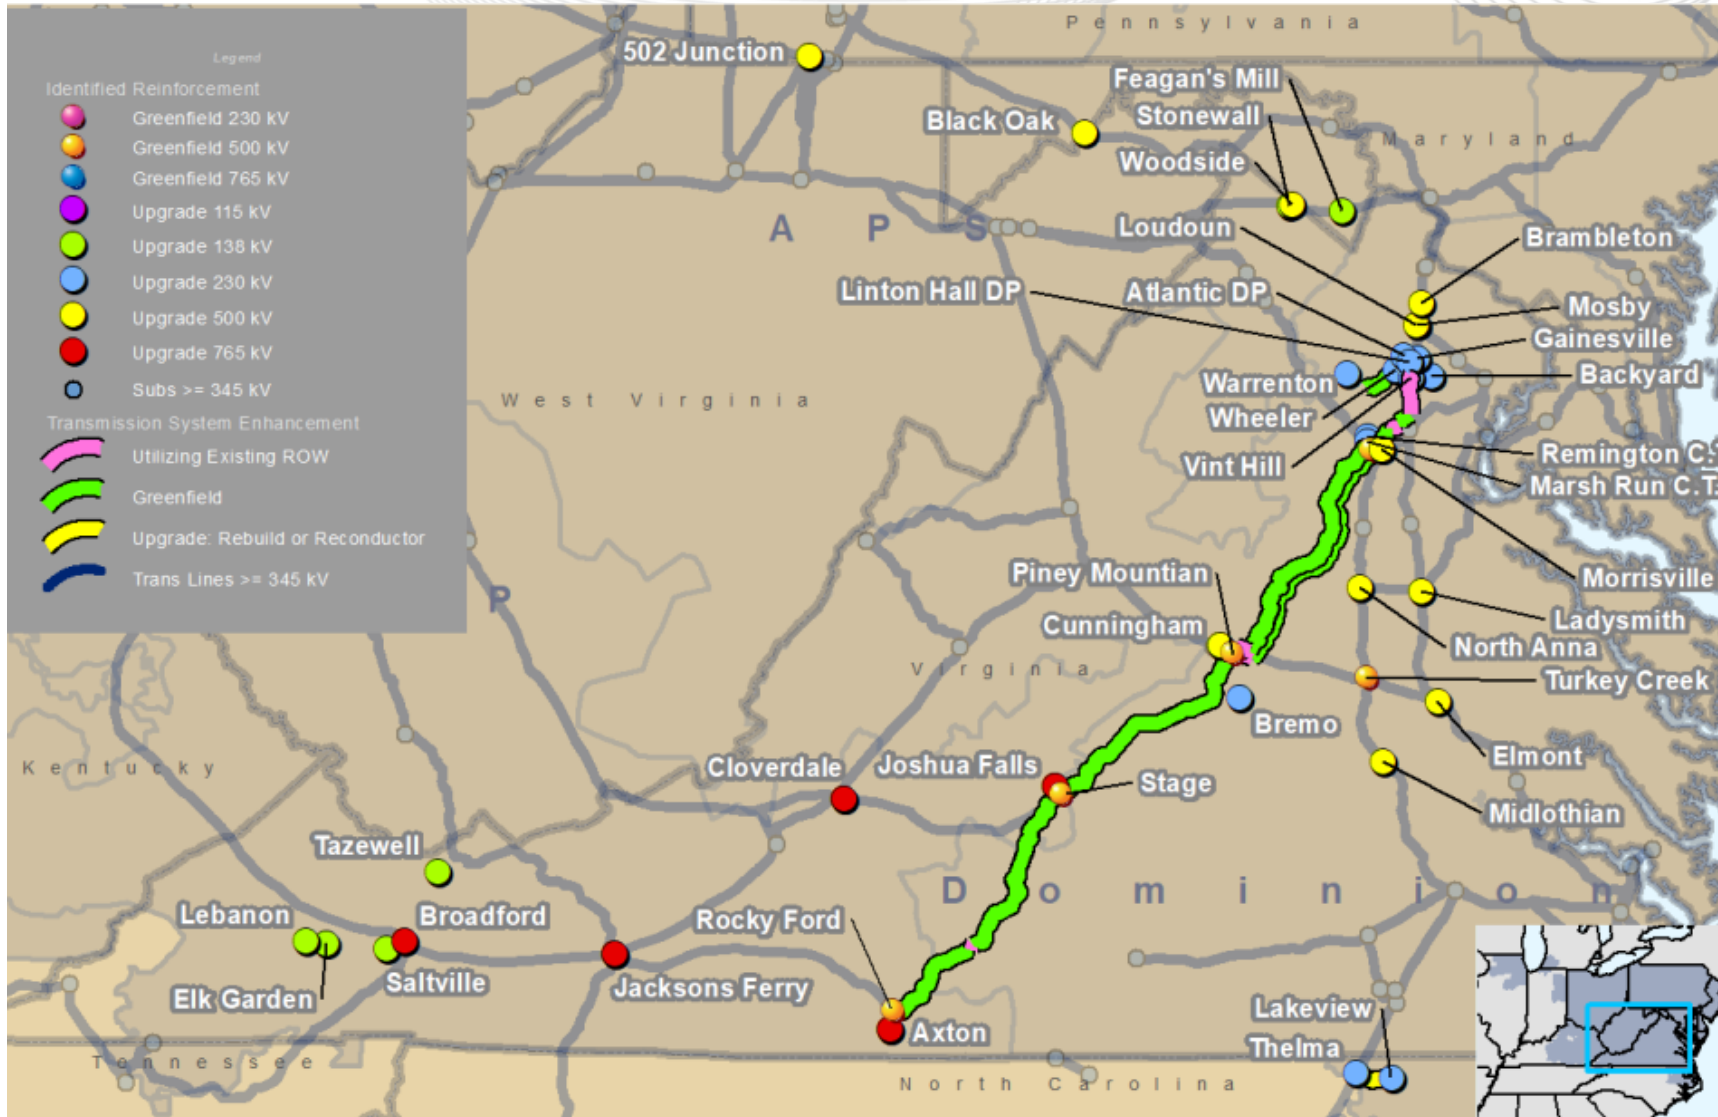 Legend
Identified Reinforcement
Greenfield 230 kV
Greenfield 500 kV
Greenfield 765 kV
Upgrade 115 kV
Upgrade 138 kV
Upgrade 230 kV
Upgrade 500 kV
Upgrade 765 kV
Subs >= 345 kV
Transmission System Enhancement
Utilizing Existing ROW
Greenfield
Upgrade: Rebuild or Reconductor
Trans Lines >= 345 kV
Pennsylvania
502 Junction
Feagan's Mill
Black Oak
Stonewall
Maryland
Woodside
APS
Loudoun
Brambleton
Linton Hall DP
Atlantic DP
Mosby
Gainesville
Warrenton
Backyard
West Virginia
Wheeler
Vint Hill
Remington C.T
Marsh Run C.T.
P
Piney Mountian
Morrisville
Cunningham
Ladysmith
North Anna
Virginia
Turkey Creek
Bremo
Elmont
Kentucky
Cloverdale
Joshua Falls
Stage
Midlothian
Tazewell
Dominion
Lebanon
Broadford
Rocky Ford
Saltville
Jacksons Ferry
Elk Garden
Axton
Lakeview
Thelma
Tennessee
North Carolina